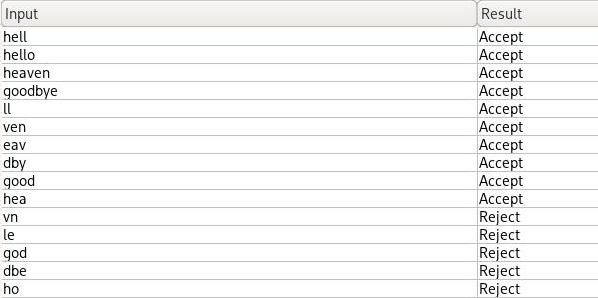 Input Result
hell Accept
hello Accept
heaven Accept
goodbye Accept
ll Accept
ven Accept
eav Accept
dby Accept
good Accept
hea Accept
vn Reject
le Reject
god Reject
dbe Reject
ho Reject